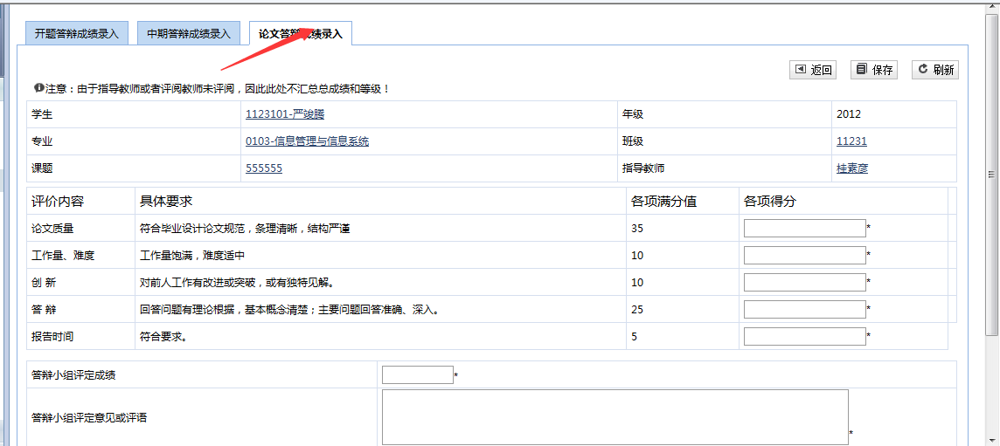 开题答辩成绩录入 中期答辩成绩录入 论文答辩成绩录入
返回 保存 刷新
注意：由于指导教师或者评阅教师未评阅，因此此处不汇总总成绩和等级！
学生 1123101-严竣腾 年级 2012
专业 0103-信息管理与信息系统 班级 11231
课题 555555 指导教师 桂素彦
评价内容 具体要求 各项满分值 各项得分
论文质量 符合毕业设计论文规范，条理清晰，结构严谨 35 *
工作量、难度 工作量饱满，难度适中 10 *
创 新 对前人工作有改进或突破，或有独特见解。 10 *
答 辩 回答问题有理论根据，基本概念清楚；主要问题回答准确、深入。 25 *
报告时间 符合要求。 5 *
答辩小组评定成绩 *
答辩小组评定意见或评语 *